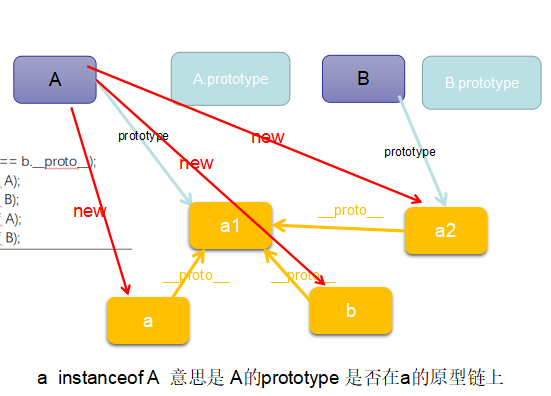 A
A.prototype
B
B.prototype
prototype
new
prototype
== b.__proto__);
new
A);
B);
A);
B);
new
a1
__proto__
a2
__proto__
__proto__
a
b
a instanceof A 意思是 A的prototype 是否在a的原型链上